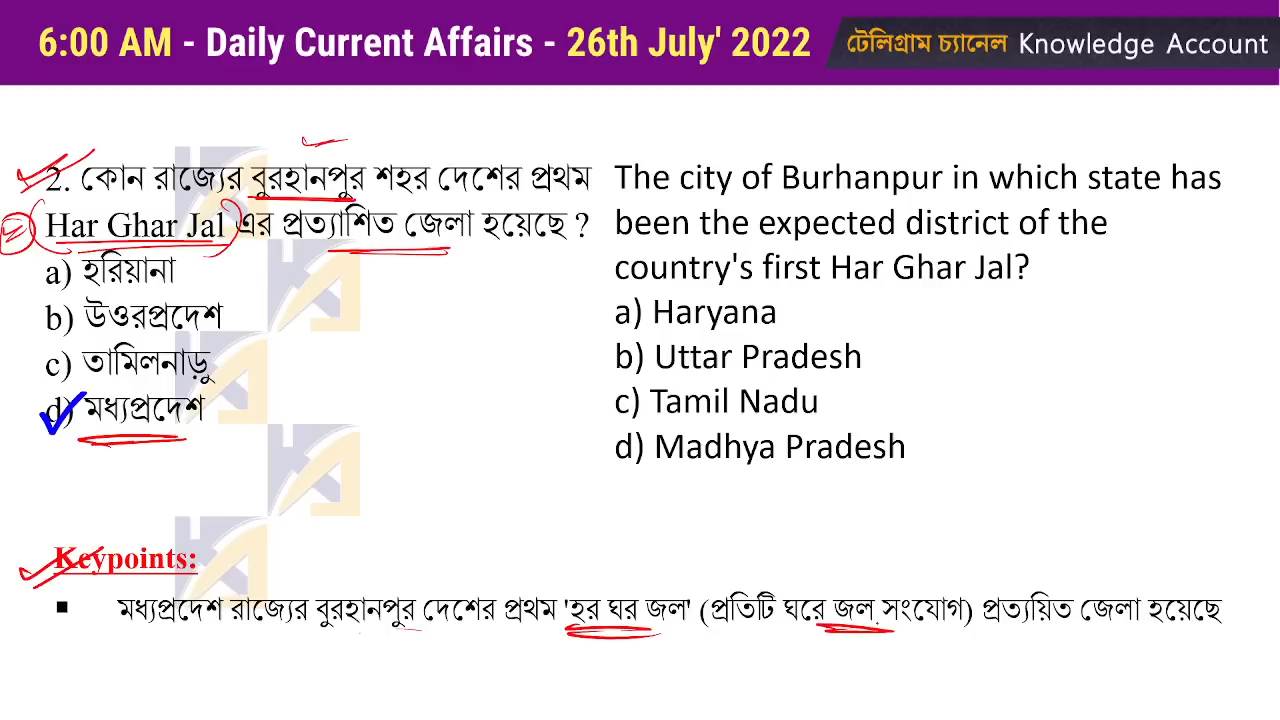 6:00 AM - Daily Current Affairs - 26th July' 2022
টেলিগ্রাম চ্যানেল Knowledge Account
2. কোন রাজ্যের বুরহানপুর শহর দেশের প্রথম
Har Ghar Jal এর প্রত্যাশিত জেলা হয়েছে ?
a) হরিয়ানা
b) উওরপ্রদেশ
c) তামিলনাড়ু
d) মধ্যপ্রদেশ
The city of Burhanpur in which state has
been the expected district of the
country's first Har Ghar Jal?
a) Haryana
b) Uttar Pradesh
c) Tamil Nadu
d) Madhya Pradesh
Keypoints:
▪ মধ্যপ্রদেশ রাজ্যের বুরহানপুর দেশের প্রথম 'হর ঘর জল' (প্রতিটি ঘরে জল সংযোগ) প্রত্যয়িত জেলা হয়েছে